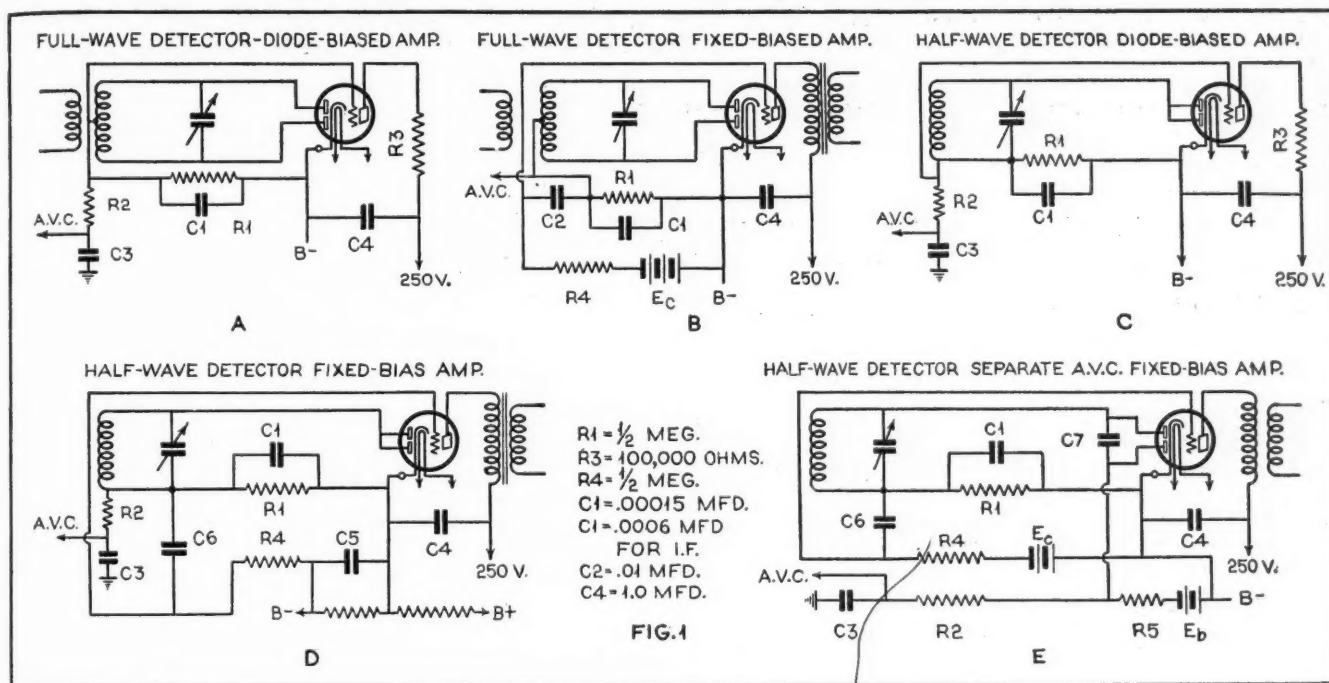 FULL-WAVE DETECTOR-DIODE-BIASED AMP.
R3
R2
A.V.C.
C3
C1
R1
B-
C4
250 V.
A
FULL-WAVE DETECTOR FIXED-BIASED AMP.
A.V.C.
R1
C2
C1
C4
R4
Ec
B-
250 V.
B
HALF-WAVE DETECTOR DIODE-BIASED AMP.
R3
R1
R2
C1
A.V.C.
C3
C4
B-
250 V.
C
HALF-WAVE DETECTOR FIXED-BIAS AMP.
C1
R2
R1
A.V.C.
C6
C4
C3
R4
C5
250 V.
B-
B+
D
R1=½ MEG.
R3=100,000 OHMS.
R4=½ MEG.
C1=.00015 MFD.
C1=.0006 MFD
FOR I.F.
C2=.01 MFD.
C4=1.0 MFD.
FIG.1
HALF-WAVE DETECTOR SEPARATE A.V.C. FIXED-BIAS AMP.
C1
C7
R1
C6
C4
R4
Ec
250 V.
A.V.C.
B-
C3
R2
R5
Eb
E